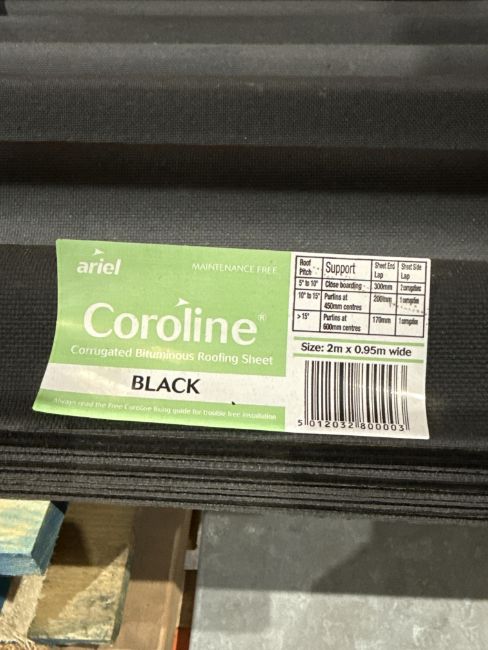 ariel
MAINTENANCE FREE
Coroline®
Corrugated Bituminous Roofing Sheet
BLACK
Always read the free Coroline fixing guide for trouble free installation
Roof Pitch Support Sheet End Lap Sheet Side Lap
5° to 10° Close boarding 300mm 2 corrugations
10° to 15° Purlins at 450mm centres 200mm 1 corrugation
> 15° Purlins at 600mm centres 170mm 1 corrugation
Size: 2m x 0.95m wide
5 012032 800003